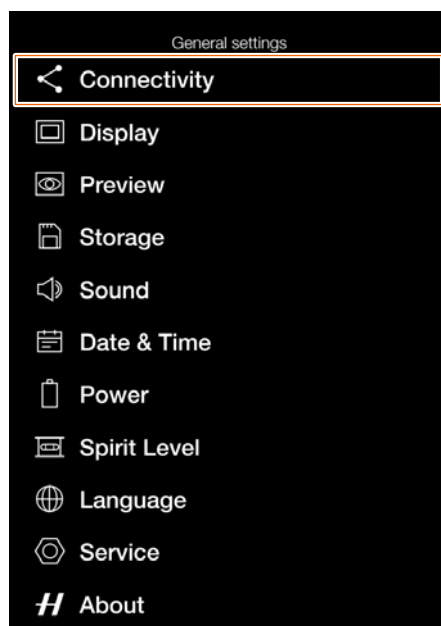 General settings
Connectivity
Display
Preview
Storage
Sound
Date & Time
Power
Spirit Level
Language
Service
About